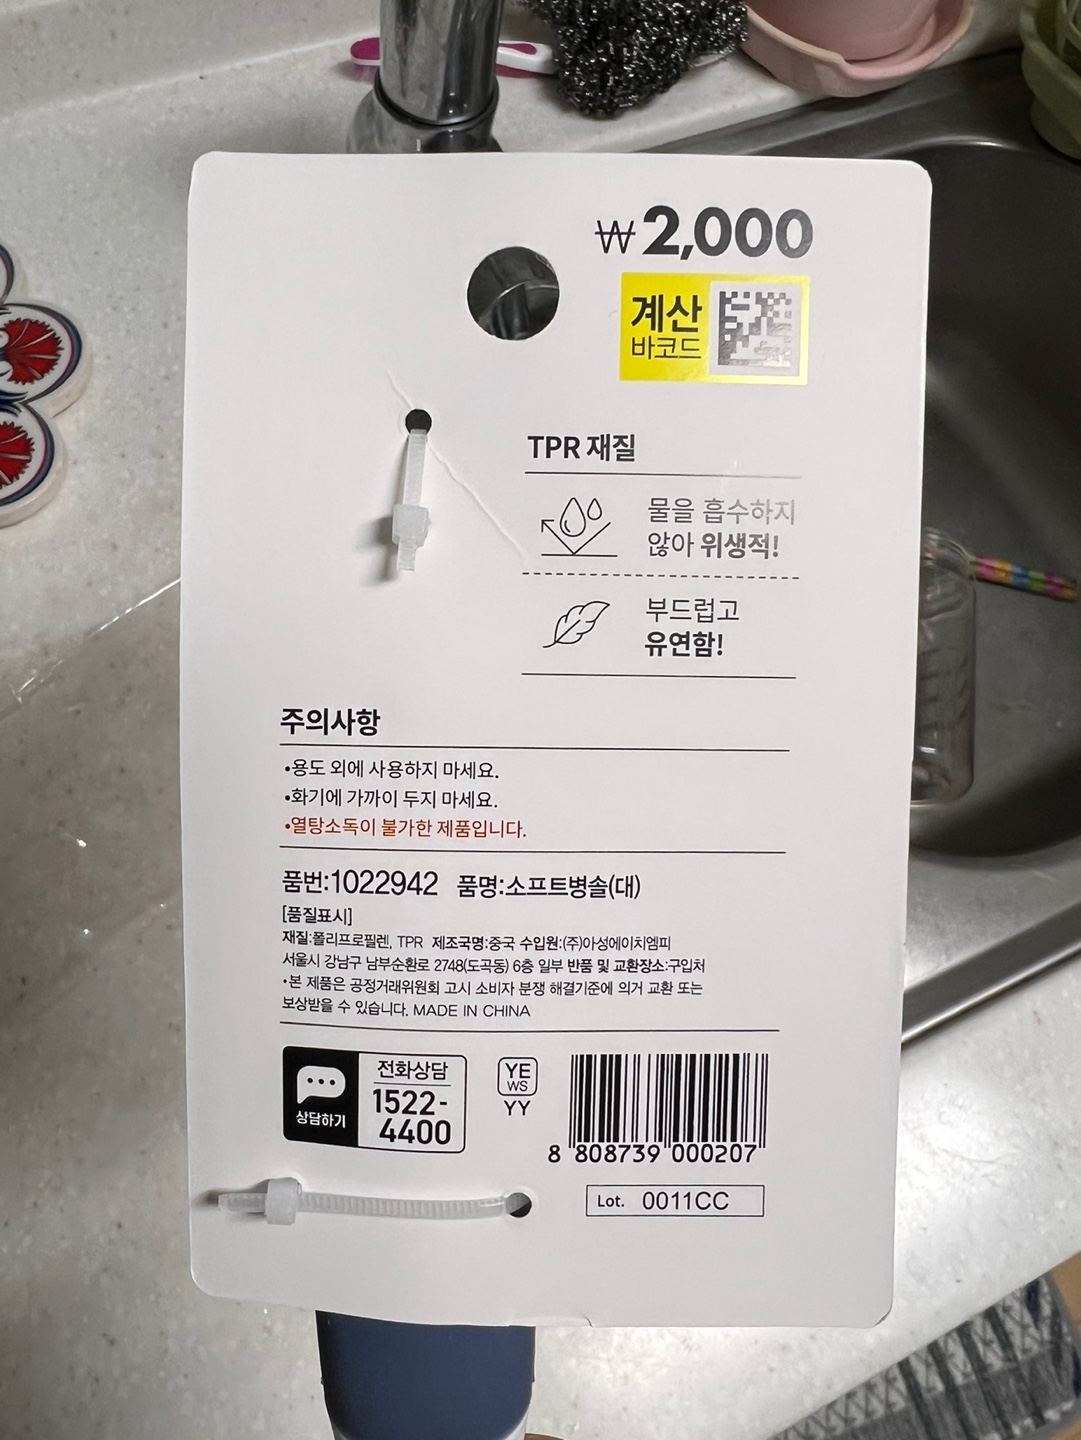 ₩2,000
계산
바코드
TPR 재질
물을 흡수하지
않아 위생적!
부드럽고
유연함!
주의사항
•용도 외에 사용하지 마세요.
•화기에 가까이 두지 마세요.
•열탕소독이 불가한 제품입니다.
품번:1022942 품명:소프트병솔(대)
[품질표시]
재질:폴리프로필렌, TPR 제조국명:중국 수입원:(주)아성에이치엠피
서울시 강남구 남부순환로 2748(도곡동) 6층 일부 반품 및 교환장소:구입처
•본 제품은 공정거래위원회 고시 소비자 분쟁 해결기준에 의거 교환 또는
보상받을 수 있습니다. MADE IN CHINA
상담하기
전화상담
1522-
4400
YE
WS
YY
8 808739 000207
Lot. 0011CC